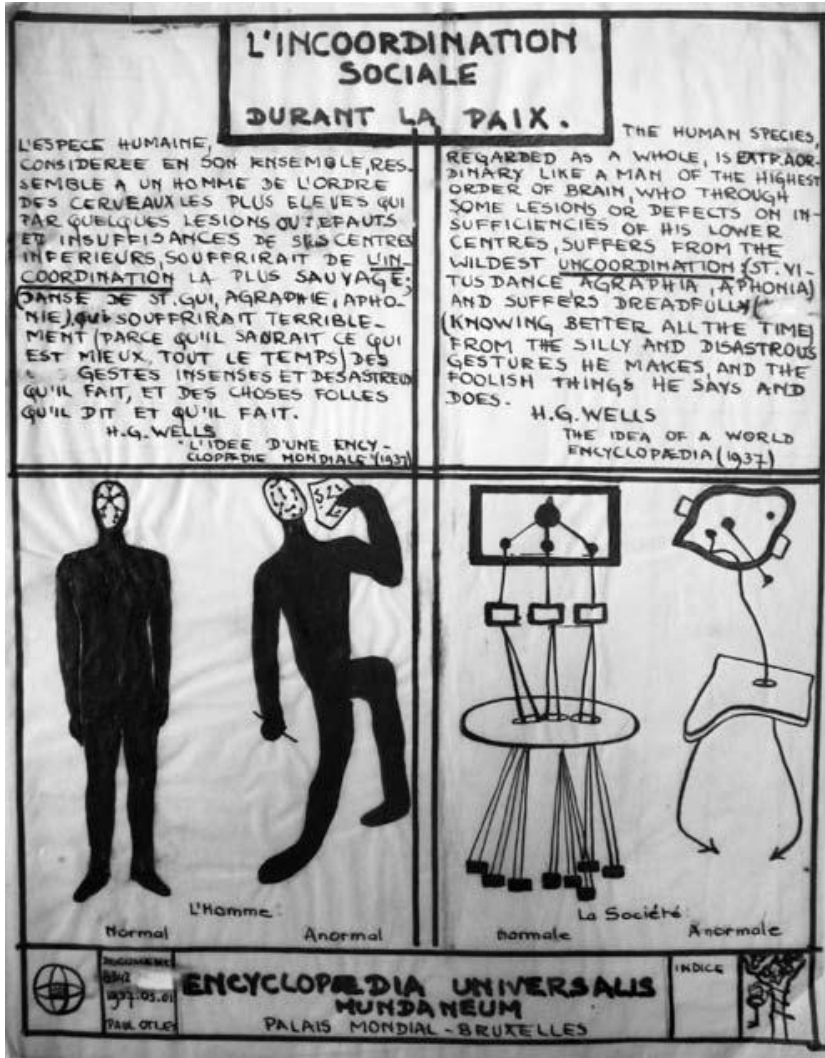 L'INCOORDINATION
SOCIALE
DURANT LA PAIX.
L'ESPECE HUMAINE,
CONSIDEREE EN SON ENSEMBLE, RES-
SEMBLE A UN HOMME DE L'ORDRE
DES CERVEAUX LES PLUS ELEVES QUI
PAR QUELQUES LESIONS OU DEFAUTS
ET INSUFFISANCES DE SES CENTRES
INFERIEURS, SOUFFRIRAIT DE L'IN-
COORDINATION LA PLUS SAUVAGE;
(DANSE DE ST. GUI, AGRAPHIE, APHO-
NIE), QUI SOUFFRIRAIT TERRIBLE-
MENT (PARCE QU'IL SAURAIT CE QUI
EST MIEUX, TOUT LE TEMPS) DES
GESTES INSENSES ET DESASTREUX
QU'IL FAIT, ET DES CHOSES FOLLES
QU'IL DIT ET QU'IL FAIT.
H.G. WELLS
"L'IDEE D'UNE ENCY-
CLOPÆDIE MONDIALE" (1937)
THE HUMAN SPECIES,
REGARDED AS A WHOLE, IS EXTRAOR-
DINARY LIKE A MAN OF THE HIGHEST
ORDER OF BRAIN, WHO THROUGH
SOME LESIONS OR DEFECTS ON IN-
SUFFICIENCIES OF HIS LOWER
CENTRES, SUFFERS FROM THE
WILDEST UNCOORDINATION; (ST. VI-
TUS DANCE, AGRAPHIA, APHONIA)
AND SUFFERS DREADFULLY
(KNOWING BETTER ALL THE TIME)
FROM THE SILLY AND DISASTROUS
GESTURES HE MAKES, AND THE
FOOLISH THINGS HE SAYS AND
DOES.
H.G. WELLS
THE IDEA OF A WORLD
ENCYCLOPÆDIA (1937)
L'Homme:
Normal
Anormal
La Société:
normale
Anormale
DOCUMENT
1937.05.01
PAUL OTLET
ENCYCLOPÆDIA UNIVERSALIS
MUNDANEUM
PALAIS MONDIAL - BRUXELLES
INDICE